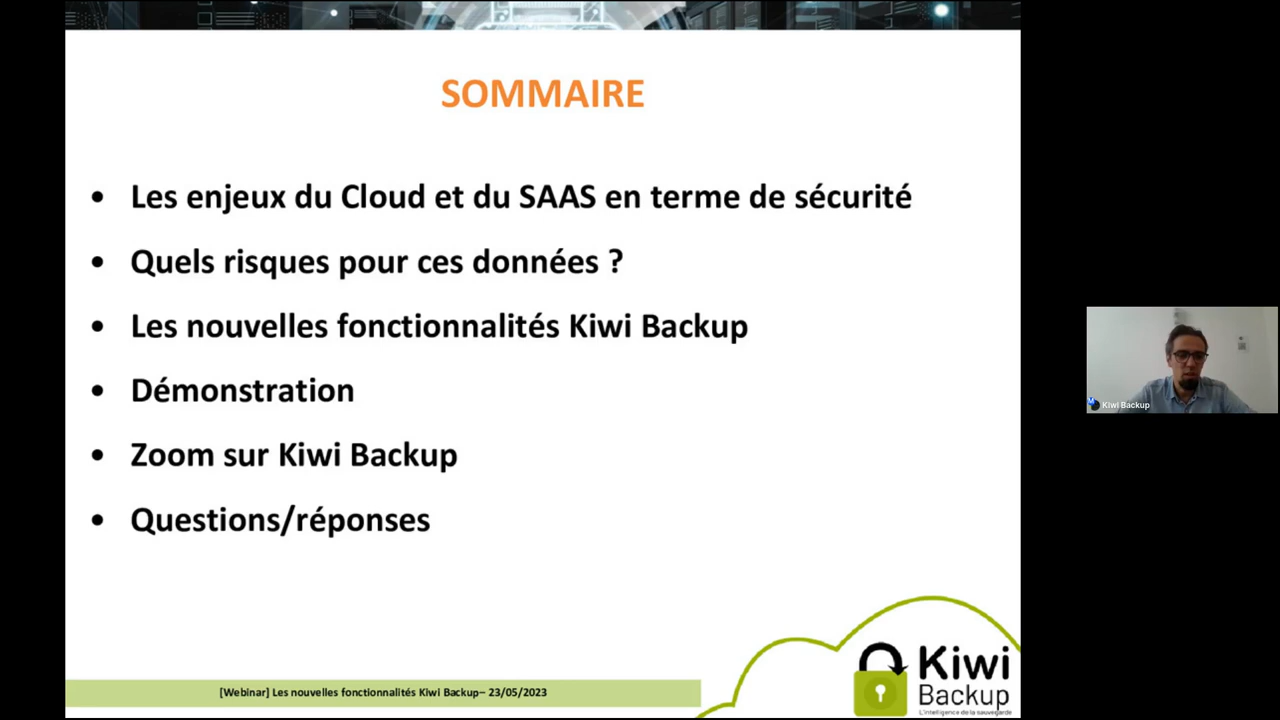 SOMMAIRE
• Les enjeux du Cloud et du SAAS en terme de sécurité
• Quels risques pour ces données ?
• Les nouvelles fonctionnalités Kiwi Backup
• Démonstration
• Zoom sur Kiwi Backup
• Questions/réponses
Kiwi Backup
[Webinar] Les nouvelles fonctionnalités Kiwi Backup– 23/05/2023
Kiwi
Backup
L'intelligence de la sauvegarde